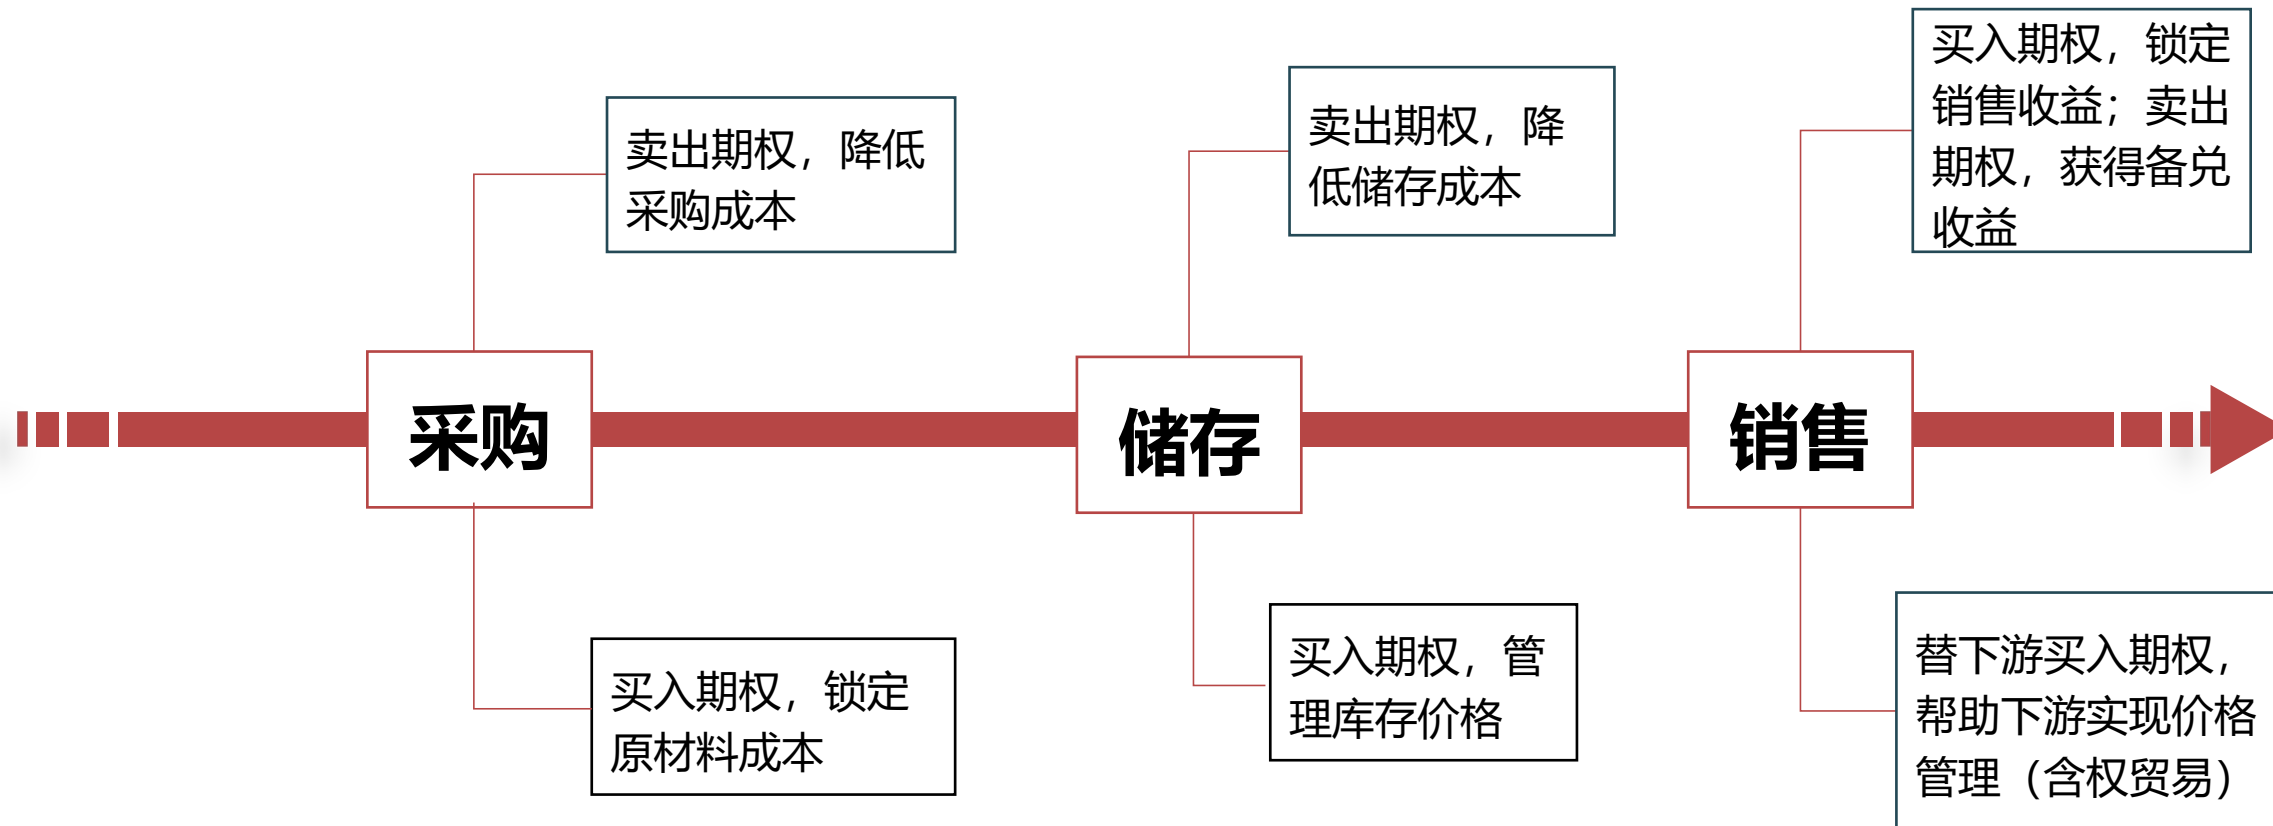 卖出期权，降低
采购成本
卖出期权，降
低储存成本
买入期权，锁定
销售收益；卖出
期权，获得备兑
收益
采购
储存
销售
买入期权，锁定
原材料成本
买入期权，管
理库存价格
替下游买入期权，
帮助下游实现价格
管理（含权贸易）